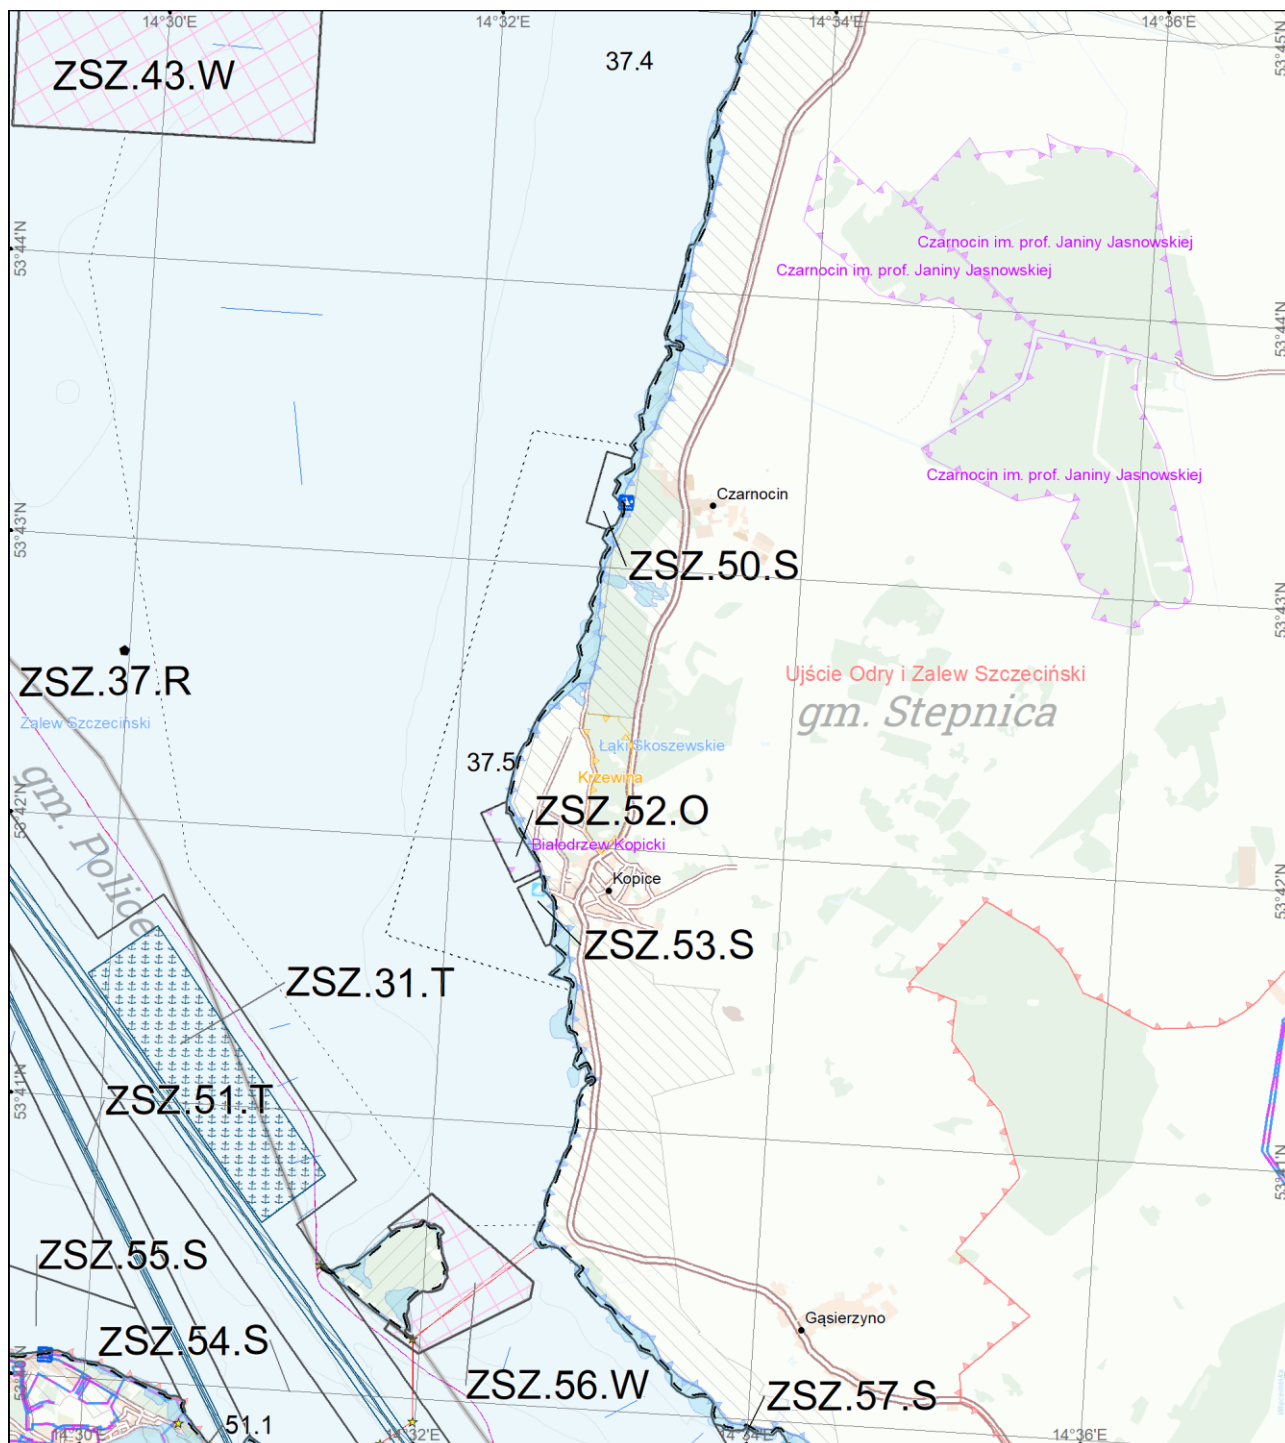 14°30'E
14°32'E
14°34'E
14°36'E
53°45'N
37.4
ZSZ.43.W
53°44'N
Czarnocin im. prof. Janiny Jasnowskiej
Czarnocin im. prof. Janiny Jasnowskiej
53°44'N
Czarnocin im. prof. Janiny Jasnowskiej
Czarnocin
53°43'N
ZSZ.50.S
53°43'N
ZSZ.37.R
Zalew Szczeciński
Ujście Odry i Zalew Szczeciński
gm. Stepnica
Łąki Skoszewskie
37.5
Krzewina
gm. Police
53°42'N
ZSZ.52.O
Białodrzew Kopicki
Kopice
53°42'N
ZSZ.53.S
ZSZ.31.T
53°41'N
ZSZ.51.T
53°41'N
ZSZ.55.S
Gąsierzyno
ZSZ.54.S
53°40'N
ZSZ.56.W
ZSZ.57.S
51.1
14°30'E
14°32'E
14°34'E
14°36'E